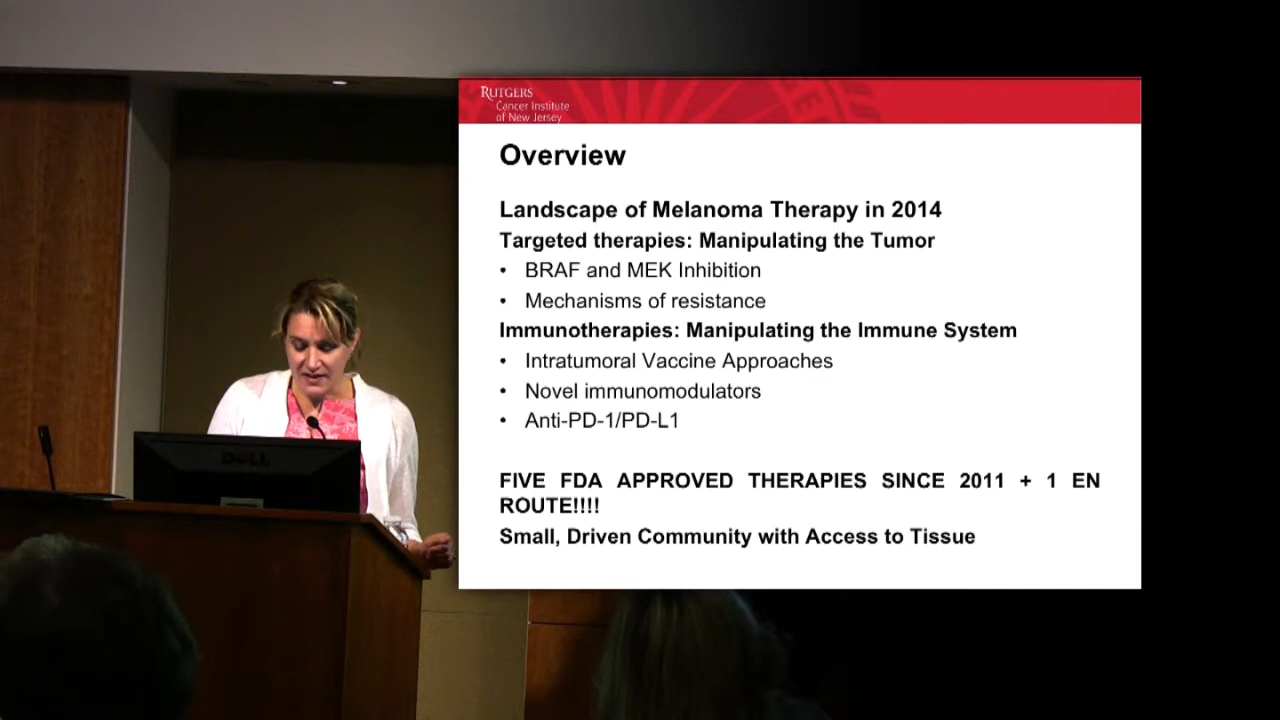 RUTGERS
Cancer Institute
of New Jersey
Overview
Landscape of Melanoma Therapy in 2014
Targeted therapies: Manipulating the Tumor
• BRAF and MEK Inhibition
• Mechanisms of resistance
Immunotherapies: Manipulating the Immune System
• Intratumoral Vaccine Approaches
• Novel immunomodulators
• Anti-PD-1/PD-L1
FIVE FDA APPROVED THERAPIES SINCE 2011 + 1 EN
ROUTE!!!!
Small, Driven Community with Access to Tissue
DELL